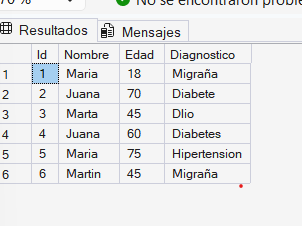 70 %
No se encontraron proble
Resultados Mensajes
Id Nombre Edad Diagnostico
1 1 Maria 18 Migraña
2 2 Juana 70 Diabete
3 3 Marta 45 Dlio
4 4 Juana 60 Diabetes
5 5 Maria 75 Hipertension
6 6 Martin 45 Migraña